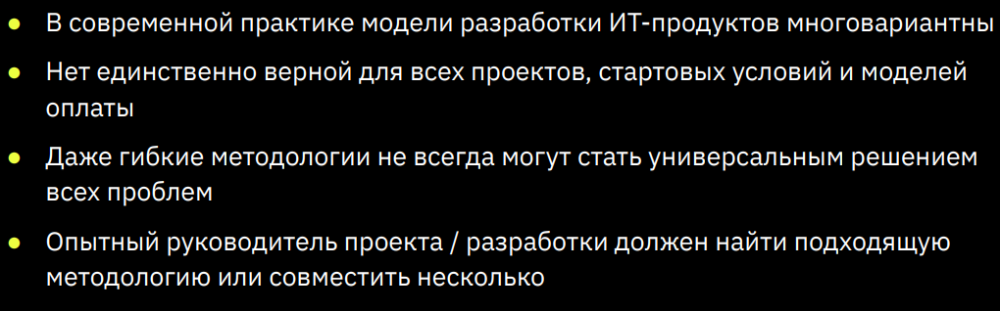 ● В современной практике модели разработки ИТ-продуктов многовариантны
● Нет единственно верной для всех проектов, стартовых условий и моделей
оплаты
● Даже гибкие методологии не всегда могут стать универсальным решением
всех проблем
● Опытный руководитель проекта / разработки должен найти подходящую
методологию или совместить несколько